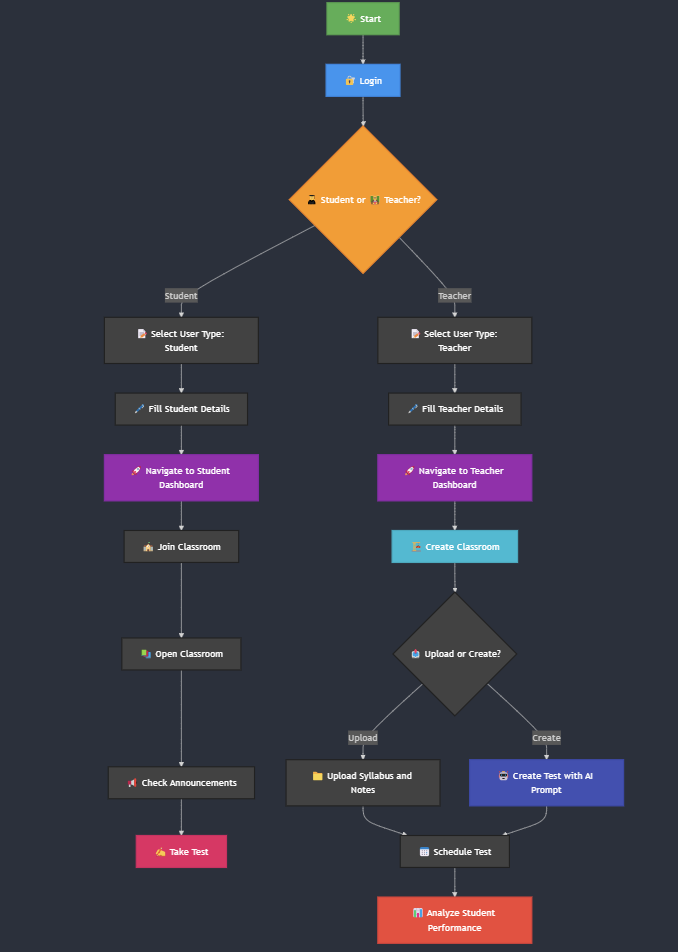 Start
Login
Student or Teacher?
Student
Teacher
Select User Type:
Student
Select User Type:
Teacher
Fill Student Details
Fill Teacher Details
Navigate to Student
Dashboard
Navigate to Teacher
Dashboard
Join Classroom
Create Classroom
Open Classroom
Upload or Create?
Upload
Create
Check Announcements
Upload Syllabus and
Notes
Create Test with AI
Prompt
Take Test
Schedule Test
Analyze Student
Performance